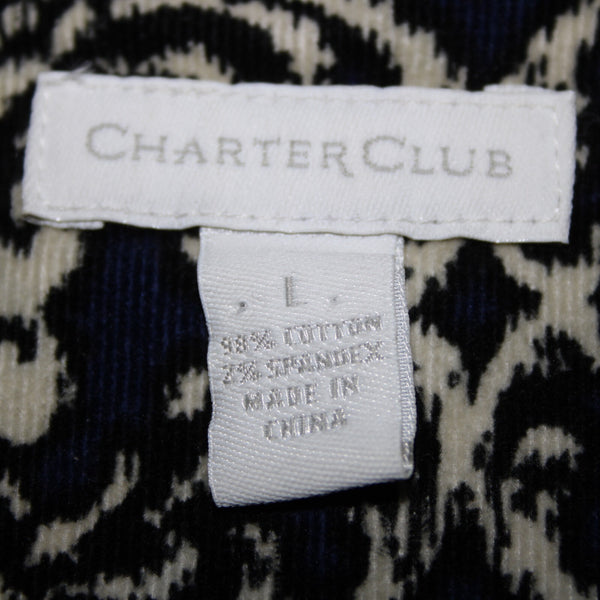 CHARTER CLUB
L
98% COTTON
2% SPANDEX
MADE IN
CHINA